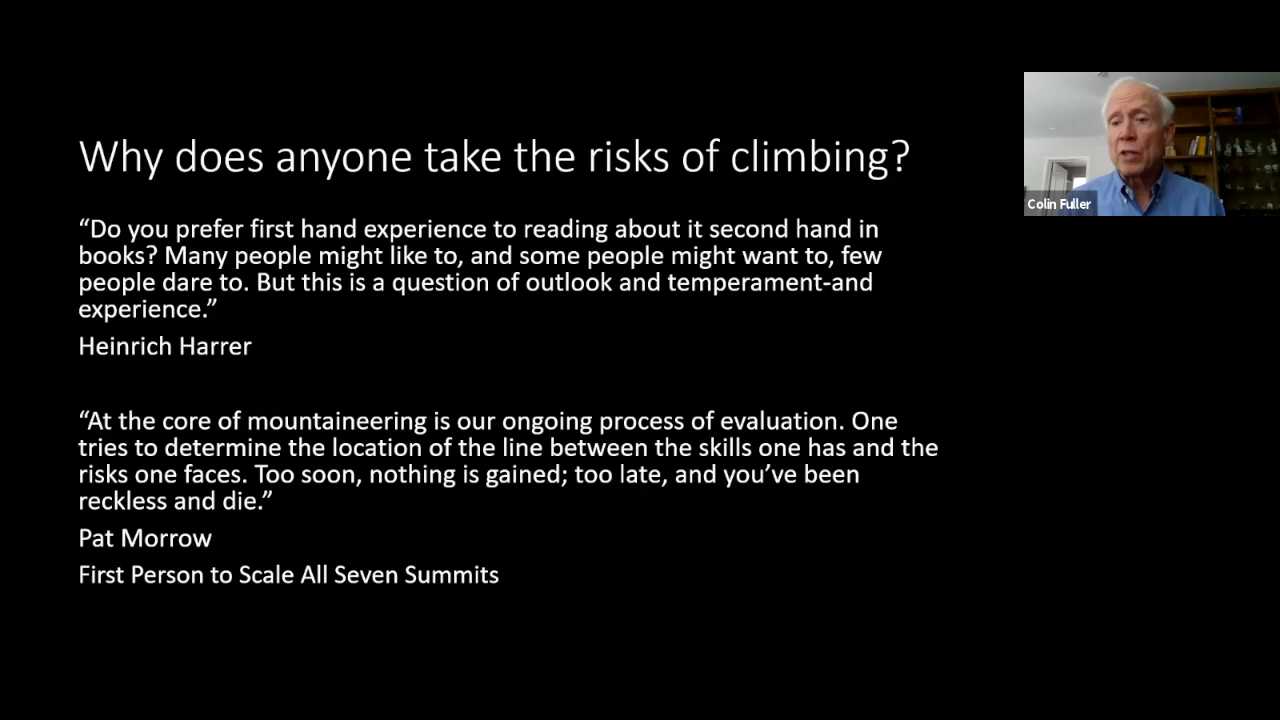 Why does anyone take the risks of climbing?
“Do you prefer first hand experience to reading about it second hand in
books? Many people might like to, and some people might want to, few
people dare to. But this is a question of outlook and temperament-and
experience.”
Heinrich Harrer
“At the core of mountaineering is our ongoing process of evaluation. One
tries to determine the location of the line between the skills one has and the
risks one faces. Too soon, nothing is gained; too late, and you’ve been
reckless and die.”
Pat Morrow
First Person to Scale All Seven Summits
Colin Fuller